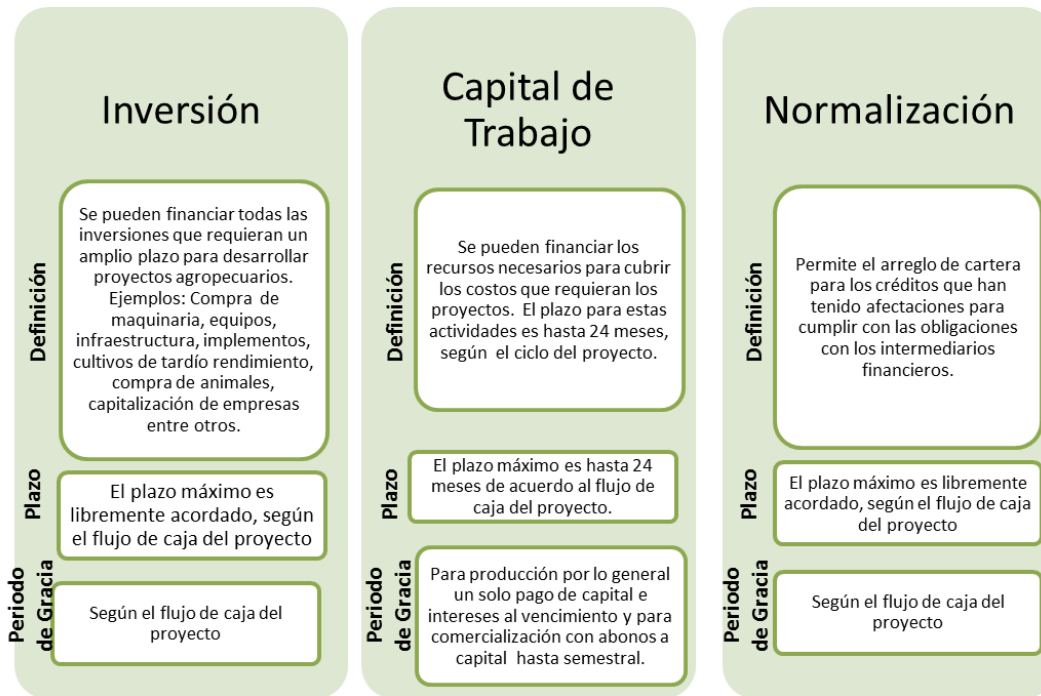 Inversión
Definición
Se pueden financiar todas las
inversiones que requieran un
amplio plazo para desarrollar
proyectos agropecuarios.
Ejemplos: Compra de
maquinaria, equipos,
infraestructura, implementos,
cultivos de tardío rendimiento,
compra de animales,
capitalización de empresas
entre otros.
Plazo
El plazo máximo es
libremente acordado, según
el flujo de caja del proyecto
Periodo
de Gracia
Según el flujo de caja del
proyecto
Capital de
Trabajo
Definición
Se pueden financiar los
recursos necesarios para cubrir
los costos que requieran los
proyectos. El plazo para estas
actividades es hasta 24 meses,
según el ciclo del proyecto.
Plazo
El plazo máximo es hasta 24
meses de acuerdo al flujo de
caja del proyecto.
Periodo
de Gracia
Para producción por lo general
un solo pago de capital e
intereses al vencimiento y para
comercialización con abonos a
capital hasta semestral.
Normalización
Definición
Permite el arreglo de cartera
para los créditos que han
tenido afectaciones para
cumplir con las obligaciones
con los intermediarios
financieros.
Plazo
El plazo máximo es libremente
acordado, según el flujo de caja
del proyecto
Periodo
de Gracia
Según el flujo de caja del
proyecto